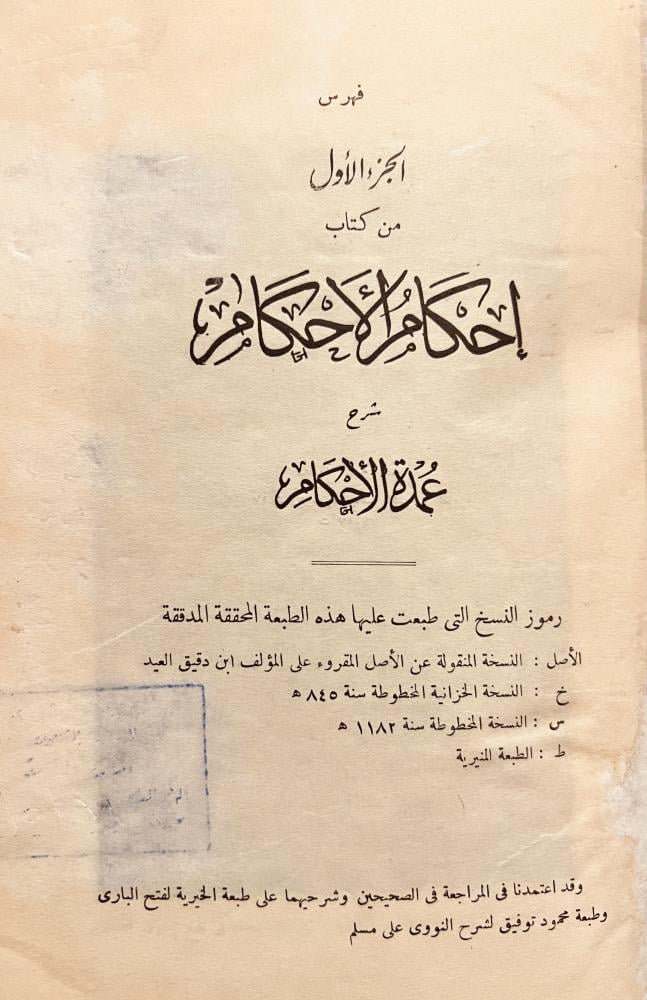 فهرس
الجزء الأول
من كتاب
إحكام الأحكام
شرح
عمدة الأحكام
رموز النسخ التى طبعت عليها هذه الطبعة المحققة المدققة
الأصل : النسخة المنقولة عن الأصل المقروء على المؤلف ابن دقيق العيد
خ : النسخة الخزانية المخطوطة سنة ٨٤٥ ه
س : النسخة المخطوطة سنة ١١٨٢ ه
ط : الطبعة المنيرية
وقد اعتمدنا فى المراجعة فى الصحيحين وشرحيهما على طبعة الخيرية لفتح البارى
وطبعة محمود توفيق لشرح النووى على مسلم